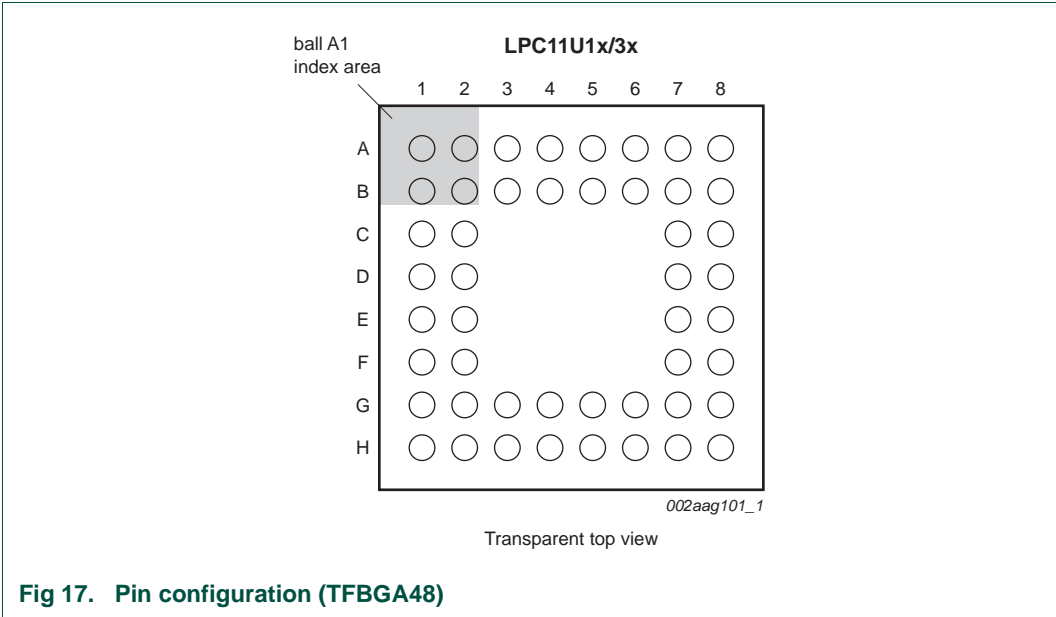 ball A1
index area
LPC11U1x/3x
1 2 3 4 5 6 7 8
A
B
C
D
E
F
G
H
002aag101_1
Transparent top view
Fig 17. Pin configuration (TFBGA48)